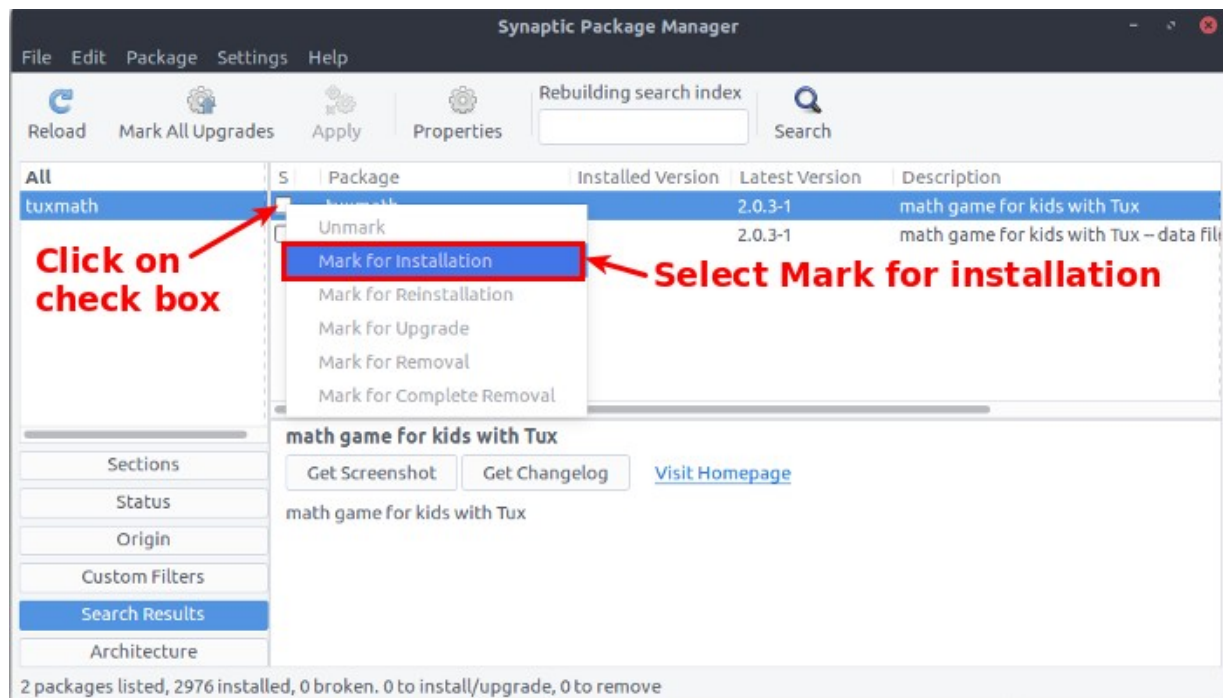 Synaptic Package Manager
File Edit Package Settings Help
Reload Mark All Upgrades Apply Properties Rebuilding search index Search
All
tuxmath
S Package Installed Version Latest Version Description
tuxmath 2.0.3-1 math game for kids with Tux
2.0.3-1 math game for kids with Tux – data file
Unmark
Mark for Installation
Mark for Reinstallation
Mark for Upgrade
Mark for Removal
Mark for Complete Removal
Click on
check box
Select Mark for installation
math game for kids with Tux
Get Screenshot Get Changelog Visit Homepage
math game for kids with Tux
Sections
Status
Origin
Custom Filters
Search Results
Architecture
2 packages listed, 2976 installed, 0 broken. 0 to install/upgrade, 0 to remove